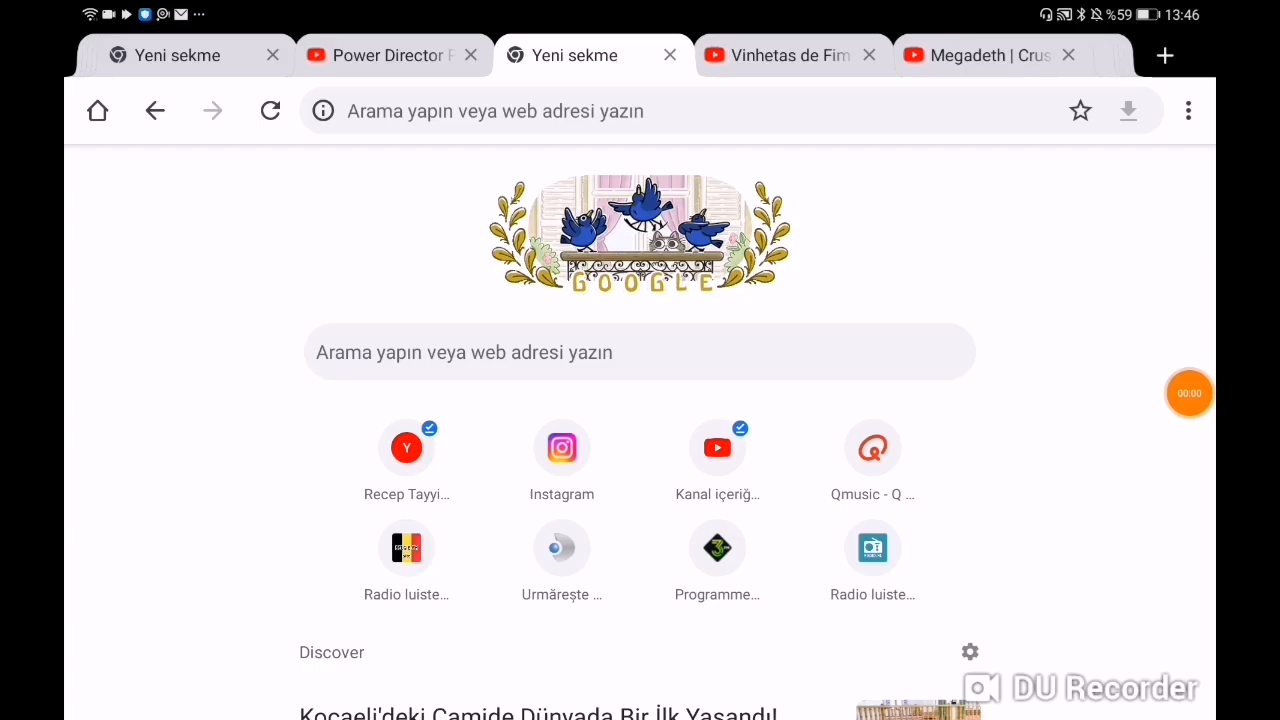 %59 13:46
Yeni sekme Power Director F Yeni sekme Vinhetas de Fim Megadeth | Crus
Arama yapın veya web adresi yazın
GOOGLE
Arama yapın veya web adresi yazın
00:00
Y
Recep Tayyi... Instagram Kanal içeriğ... Qmusic - Q ...
3
Radio luiste... Urmărește ... Programme... Radio luiste...
Discover
DU Recorder
Kocaeli'deki Camide Dünyada Bir İlk Yaşandı!